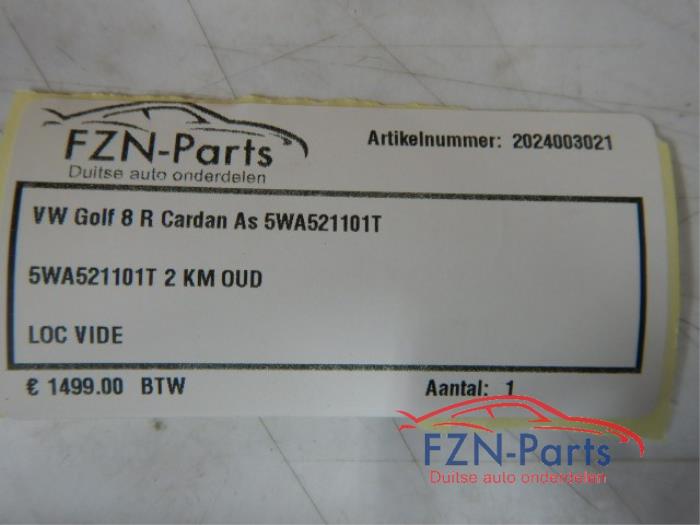 FZN-Parts
Duitse auto onderdelen
Artikelnummer: 2024003021
VW Golf 8 R Cardan As 5WA521101T
5WA521101T 2 KM OUD
LOC VIDE
€ 1499.00 BTW
Aantal: 1
FZN-Parts
Duitse auto onderdelen